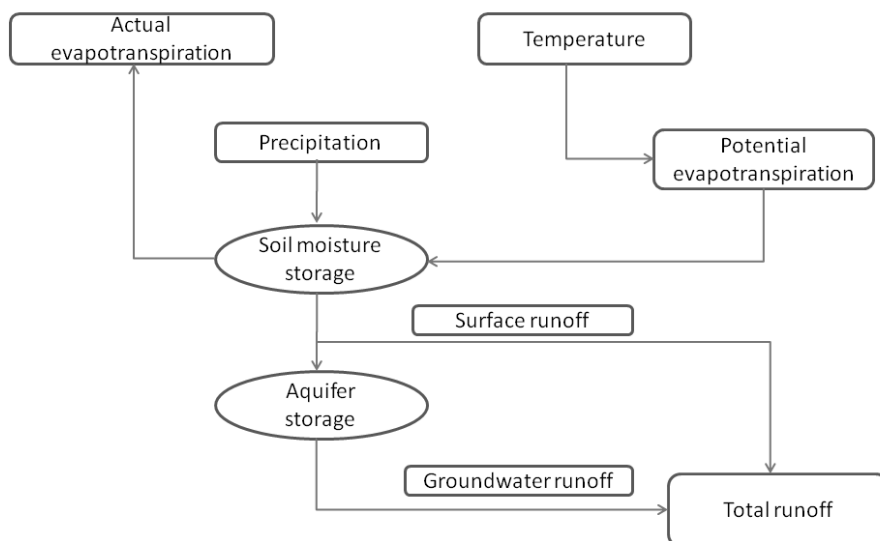 Actual
evapotranspiration
Temperature
Precipitation
Potential
evapotranspiration
Soil moisture
storage
Surface runoff
Aquifer
storage
Groundwater runoff
Total runoff